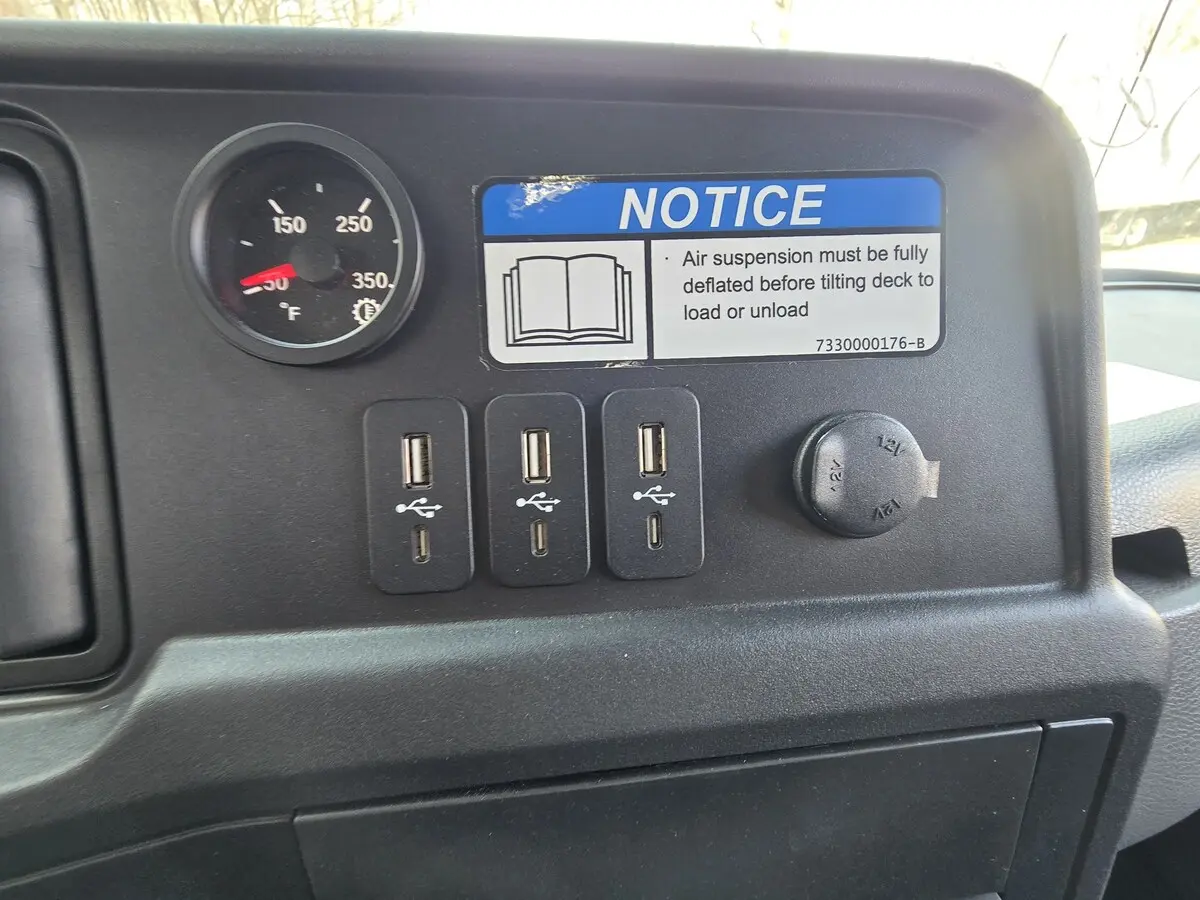 150 250
50 350
°F
NOTICE
· Air suspension must be fully
deflated before tilting deck to
load or unload
7330000176-B
12V
12V
12V